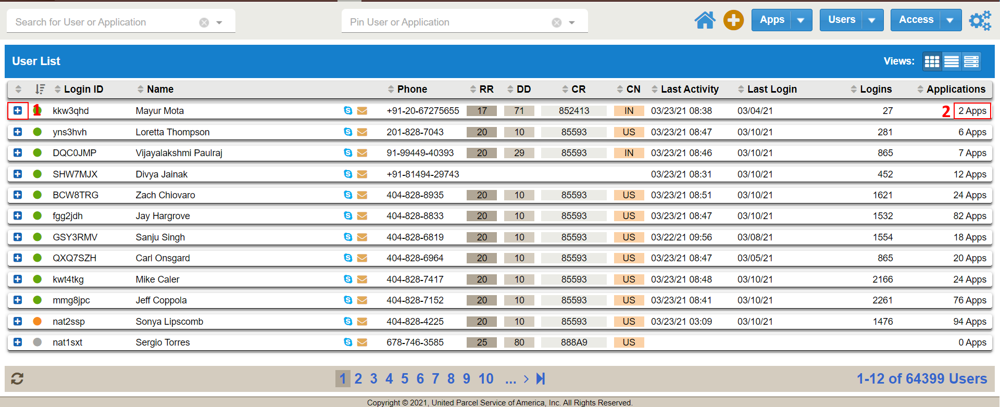 Search for User or Application Pin User or Application Apps Users Access
User List Views:
Login ID Name Phone RR DD CR CN Last Activity Last Login Logins Applications
1 kkw3qhd Mayur Mota +91-20-67275655 17 71 852413 IN 03/23/21 08:38 03/04/21 27 2 2 Apps
yns3hvh Loretta Thompson 201-828-7043 20 10 85593 US 03/23/21 08:47 03/10/21 281 6 Apps
DQC0JMP Vijayalakshmi Paulraj 91-99449-40393 20 29 85593 IN 03/23/21 08:46 03/10/21 865 7 Apps
SHW7MJX Divya Jainak +91-81494-29743 03/23/21 08:31 03/10/21 452 12 Apps
BCW8TRG Zach Chiovaro 404-828-8935 20 10 85593 US 03/23/21 08:51 03/10/21 1621 24 Apps
fgg2jdh Jay Hargrove 404-828-8833 20 10 85593 US 03/23/21 08:47 03/10/21 1532 82 Apps
GSY3RMV Sanju Singh 404-828-6819 20 10 85593 US 03/22/21 09:56 03/08/21 1554 18 Apps
QXQ7SZH Carl Onsgard 404-828-6964 20 10 85593 US 03/23/21 08:47 03/05/21 865 20 Apps
kwt4tkg Mike Caler 404-828-7417 20 10 85593 US 03/23/21 08:48 03/10/21 2166 24 Apps
mmg8jpc Jeff Coppola 404-828-7152 20 10 85593 US 03/23/21 08:41 03/10/21 2261 76 Apps
nat2ssp Sonya Lipscomb 404-828-4225 20 10 85593 US 03/23/21 03:09 03/10/21 1476 94 Apps
nat1sxt Sergio Torres 678-746-3585 25 80 888A9 US 0 Apps
1 2 3 4 5 6 7 8 9 10 ... 1-12 of 64399 Users
Copyright © 2021, United Parcel Service of America, Inc. All Rights Reserved.